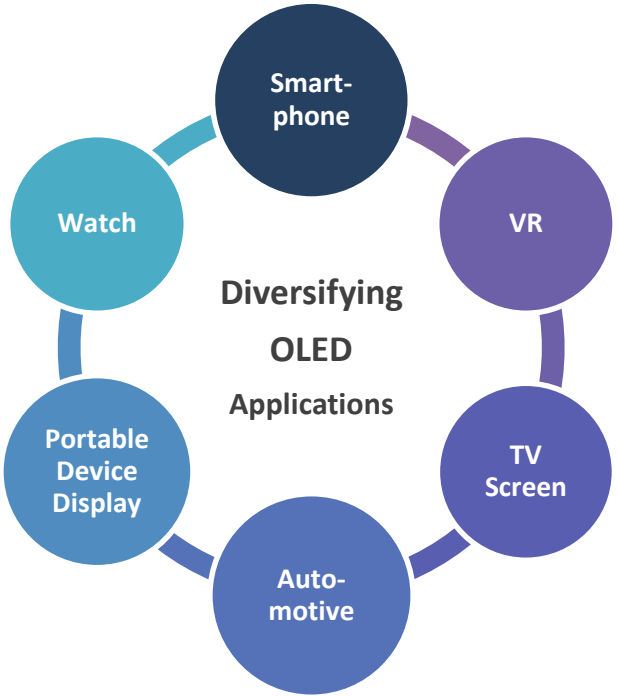 Smart-
phone
VR
TV
Screen
Auto-
motive
Portable
Device
Display
Watch
Diversifying
OLED
Applications